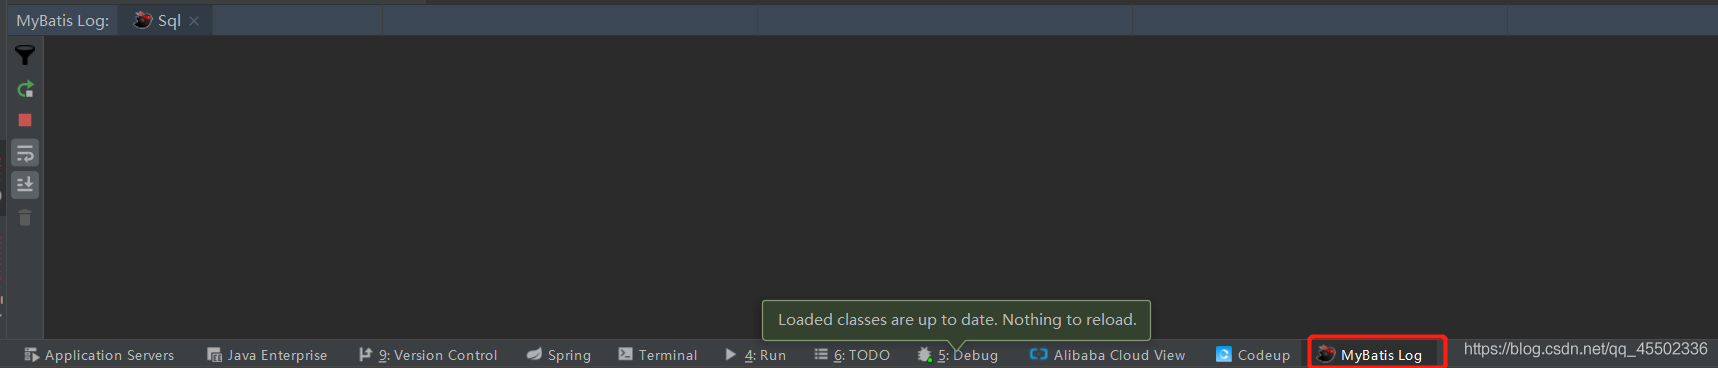 MyBatis Log: Sql
Loaded classes are up to date. Nothing to reload.
Application Servers Java Enterprise 9: Version Control Spring Terminal 4: Run 6: TODO 5: Debug Alibaba Cloud View Codeup MyBatis Log https://blog.csdn.net/qq_45502336